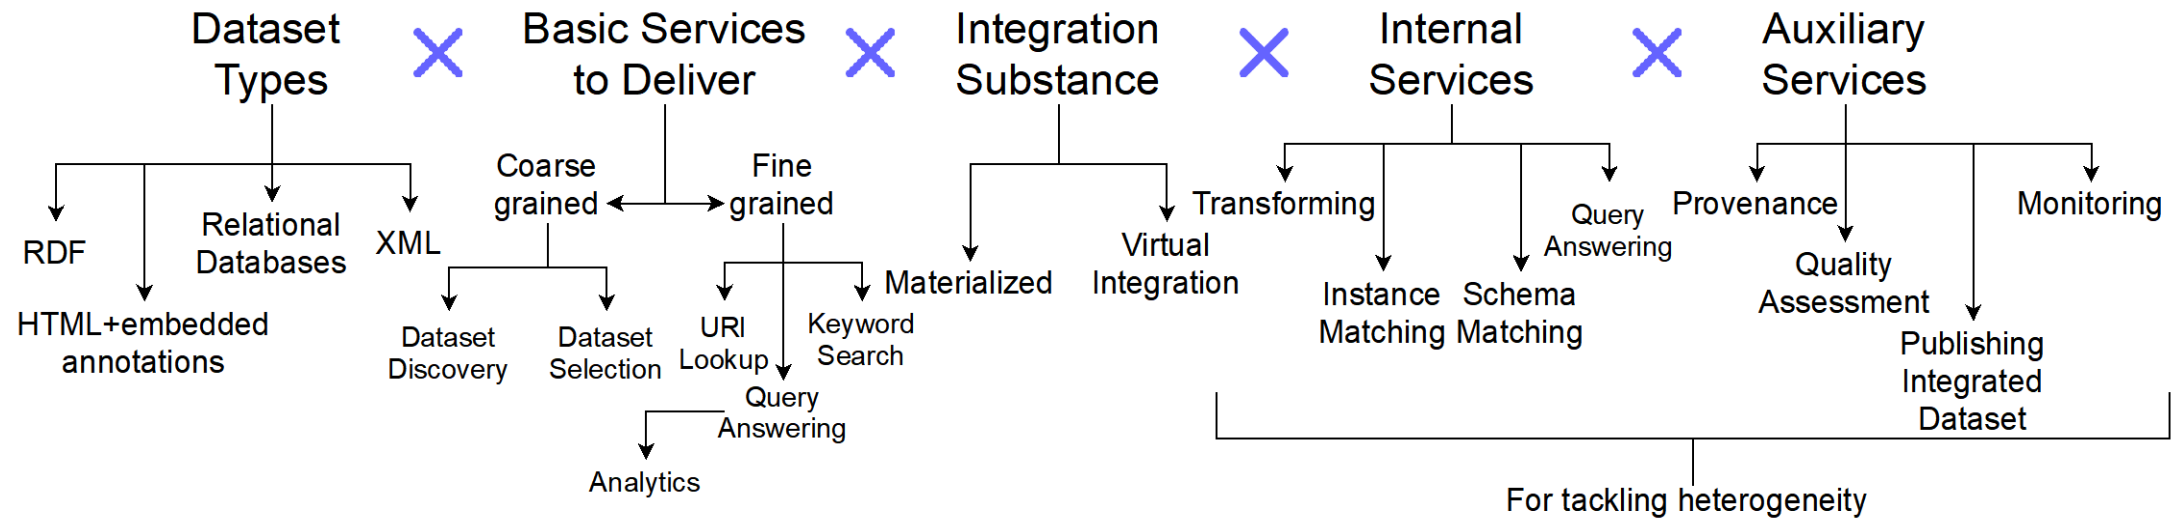 Dataset
Types
Basic Services
to Deliver
Integration
Substance
Internal
Services
Auxiliary
Services
RDF
HTML+embedded
annotations
Relational
Databases
XML
Coarse
grained
Fine
grained
Dataset
Discovery
Dataset
Selection
URI
Lookup
Keyword
Search
Query
Answering
Analytics
Materialized
Virtual
Integration
Transforming
Instance
Matching
Schema
Matching
Query
Answering
Provenance
Quality
Assessment
Publishing
Integrated
Dataset
Monitoring
For tackling heterogeneity